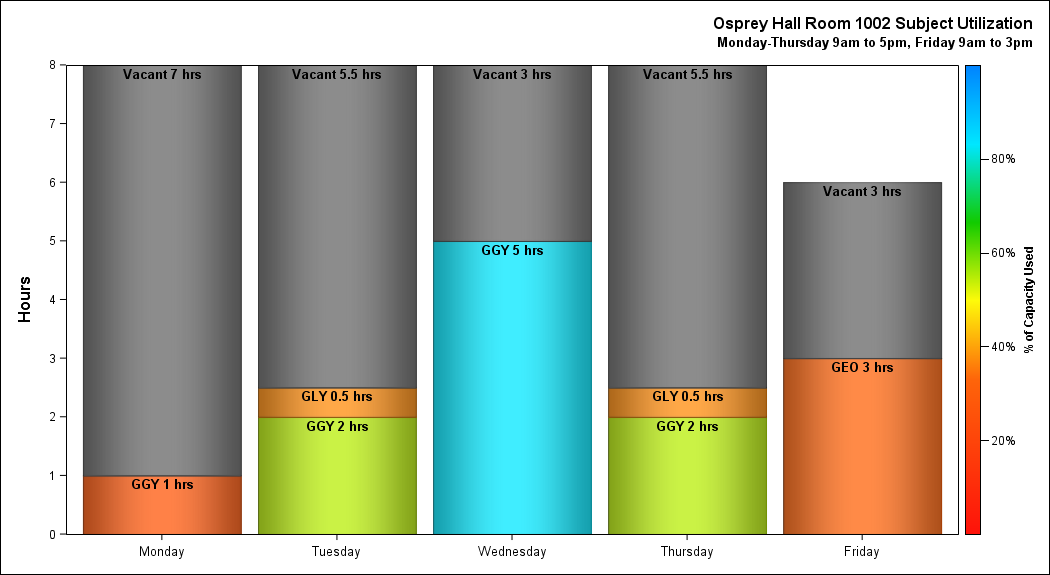 Osprey Hall Room 1002 Subject Utilization
Monday-Thursday 9am to 5pm, Friday 9am to 3pm
Hours
8
7
6
5
4
3
2
1
0
Vacant 7 hrs
GGY 1 hrs
Vacant 5.5 hrs
GLY 0.5 hrs
GGY 2 hrs
Vacant 3 hrs
GGY 5 hrs
Vacant 5.5 hrs
GLY 0.5 hrs
GGY 2 hrs
Vacant 3 hrs
GEO 3 hrs
Monday
Tuesday
Wednesday
Thursday
Friday
80%
60%
40%
20%
% of Capacity Used